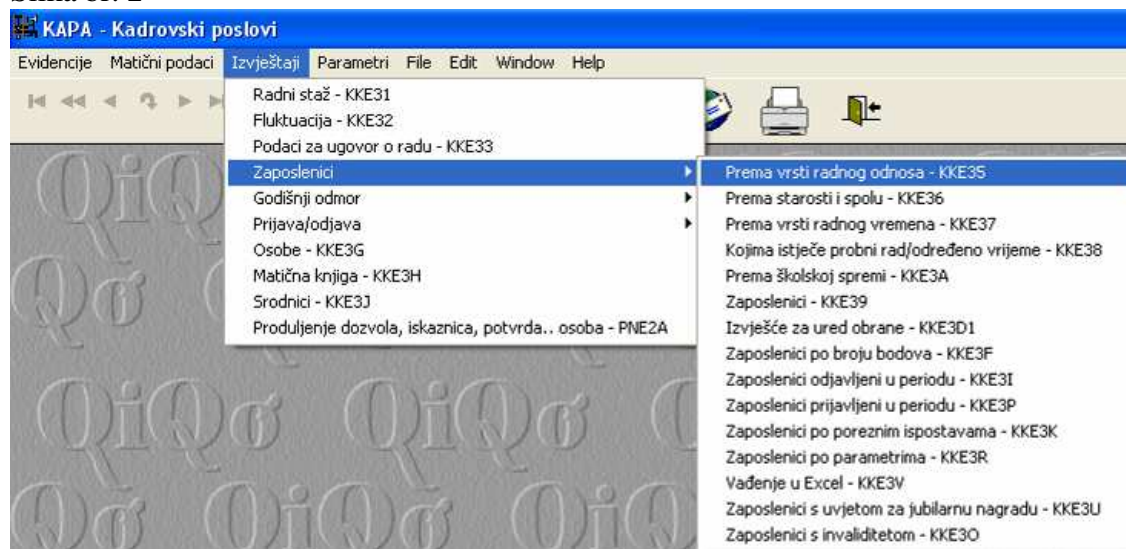 KAPA - Kadrovski poslovi
Evidencije Matični podaci Izvještaji Parametri File Edit Window Help
Radni staž - KKE31
Fluktuacija - KKE32
Podaci za ugovor o radu - KKE33
Zaposlenici
Godišnji odmor
Prijava/odjava
Osobe - KKE3G
Matična knjiga - KKE3H
Srodnici - KKE3J
Produljenje dozvola, iskaznica, potvrda.. osoba - PNE2A
Prema vrsti radnog odnosa - KKE35
Prema starosti i spolu - KKE36
Prema vrsti radnog vremena - KKE37
Kojima istječe probni rad/određeno vrijeme - KKE38
Prema školskoj spremi - KKE3A
Zaposlenici - KKE39
Izvješće za ured obrane - KKE3D1
Zaposlenici po broju bodova - KKE3F
Zaposlenici odjavljeni u periodu - KKE3I
Zaposlenici prijavljeni u periodu - KKE3P
Zaposlenici po poreznim ispostavama - KKE3K
Zaposlenici po parametrima - KKE3R
Vađenje u Excel - KKE3V
Zaposlenici s uvjetom za jubilarnu nagradu - KKE3U
Zaposlenici s invaliditetom - KKE3O